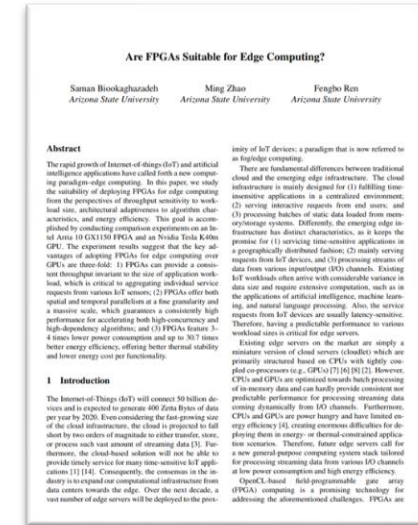 Are FPGAs Suitable for Edge Computing?
Saman Biookaghazadeh
Arizona State University
Ming Zhao
Arizona State University
Fengbo Ren
Arizona State University
Abstract
The rapid growth of Internet-of-things (IoT) and artificial
intelligence applications have called forth a new comput-
ing paradigm–edge computing. In this paper, we study
the suitability of deploying FPGAs for edge computing
from the perspectives of throughput sensitivity to work-
load size, architectural adaptiveness to algorithm char-
acteristics, and energy efficiency. This goal is accom-
plished by conducting comparison experiments on an In-
tel Arria 10 GX1150 FPGA and an Nvidia Tesla K40m
GPU. The experiment results suggest that the key ad-
vantages of adopting FPGAs for edge computing over
GPUs are three-fold: 1) FPGAs can provide a consis-
tent throughput invariant to the size of application work-
load, which is critical to aggregating individual service
requests from various IoT sensors; (2) FPGAs offer both
spatial and temporal parallelism at a fine granularity and
a massive scale, which guarantees a consistently high
performance for accelerating both high-concurrency and
high-dependency algorithms; and (3) FPGAs feature 3–
4 times lower power consumption and up to 30.7 times
better energy efficiency, offering better thermal stability
and lower energy cost per functionality.
1 Introduction
The Internet-of-Things (IoT) will connect 50 billion de-
vices and is expected to generate 400 Zetta Bytes of data
per year by 2020. Even considering the fast-growing size
of the cloud infrastructure, the cloud is projected to fall
short by two orders of magnitude to either transfer, store,
or process such vast amount of streaming data [3]. Fur-
thermore, the cloud-based solution will not be able to
provide timely service for many time-sensitive IoT appli-
cations [1] [14]. Consequently, the consensus in the in-
dustry is to expand our computational infrastructure from
data centers towards the edge. Over the next decade, a
vast number of edge servers will be deployed to the prox-
imity of IoT devices; a paradigm that is now referred to
as fog/edge computing.
There are fundamental differences between traditional
cloud and the emerging edge infrastructure. The cloud
infrastructure is mainly designed for (1) fulfilling time-
insensitive applications in a centralized environment;
(2) serving interactive requests from end users; and
(3) processing batches of static data loaded from mem-
ory/storage systems. Differently, the emerging edge in-
frastructure has distinct characteristics, as it keeps the
promise for (1) servicing time-sensitive applications in
a geographically distributed fashion; (2) mainly serving
requests from IoT devices, and (3) processing streams of
data from various input/output (I/O) channels. Existing
IoT workloads often arrive with considerable variance in
data size and require extensive computation, such as in
the applications of artificial intelligence, machine learn-
ing, and natural language processing. Also, the service
requests from IoT devices are usually latency-sensitive.
Therefore, having a predictable performance to various
workload sizes is critical for edge servers.
Existing edge servers on the market are simply a
miniature version of cloud servers (cloudlet) which are
primarily structured based on CPUs with tightly cou-
pled co-processors (e.g., GPUs) [7] [6] [8] [2]. However,
CPUs and GPUs are optimized towards batch processing
of in-memory data and can hardly provide consistent nor
predictable performance for processing streaming data
coming dynamically from I/O channels. Furthermore,
CPUs and GPUs are power hungry and have limited en-
ergy efficiency [4], creating enormous difficulties for de-
ploying them in energy- or thermal-constrained applica-
tion scenarios. Therefore, future edge servers call for
a new general-purpose computing system stack tailored
for processing streaming data from various I/O channels
at low power consumption and high energy efficiency.
OpenCL-based field-programmable gate array
(FPGA) computing is a promising technology for
addressing the aforementioned challenges. FPGAs are